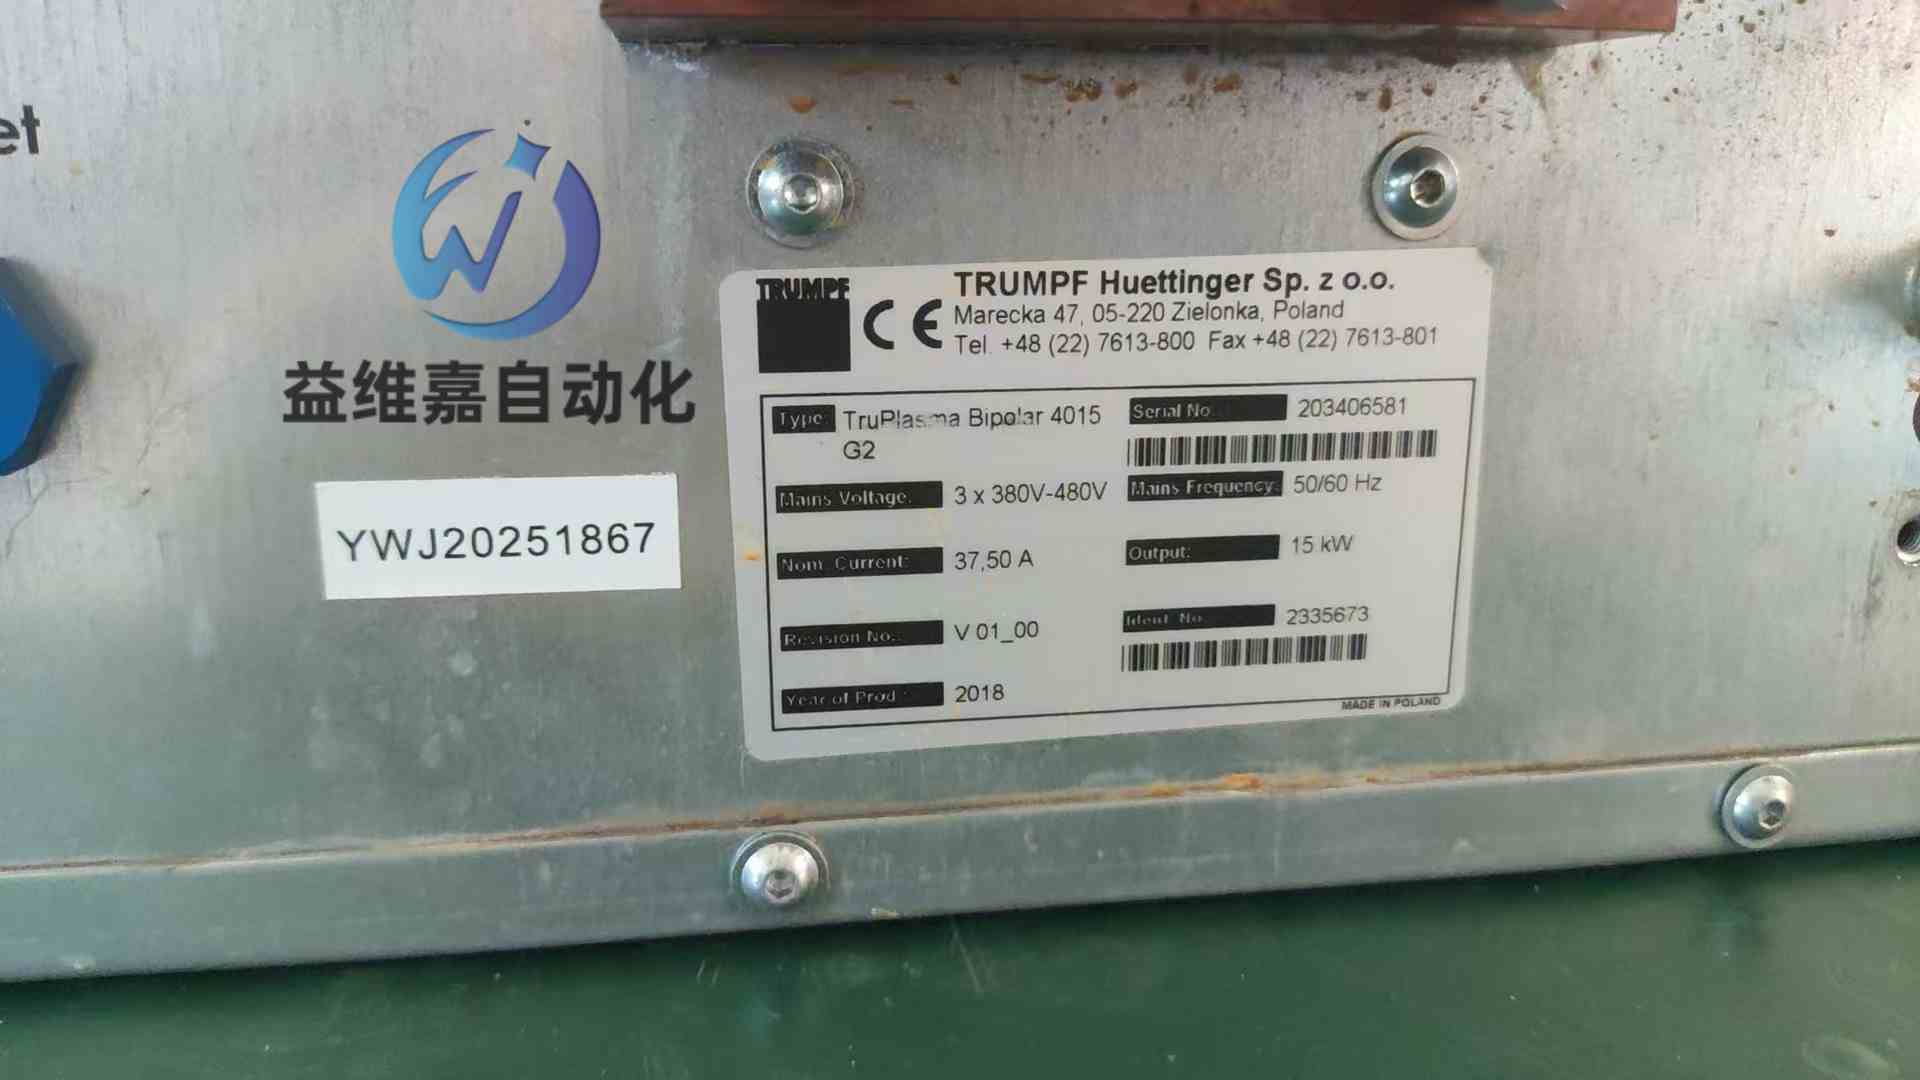 et
益维嘉自动化
YWJ20251867
TRUMPF
CE
TRUMPF Huettinger Sp. z o.o.
Marecka 47, 05-220 Zielonka, Poland
Tel. +48 (22) 7613-800 Fax +48 (22) 7613-801
Type: TruPlasma Bipolar 4015 G2
Serial No.: 203406581
Mains Voltage: 3 x 380V-480V
Mains Frequency: 50/60 Hz
Nom. Current: 37,50 A
Output: 15 kW
Revision No.: V 01_00
Ident. No. 2335673
Year of Prod.: 2018
MADE IN POLAND